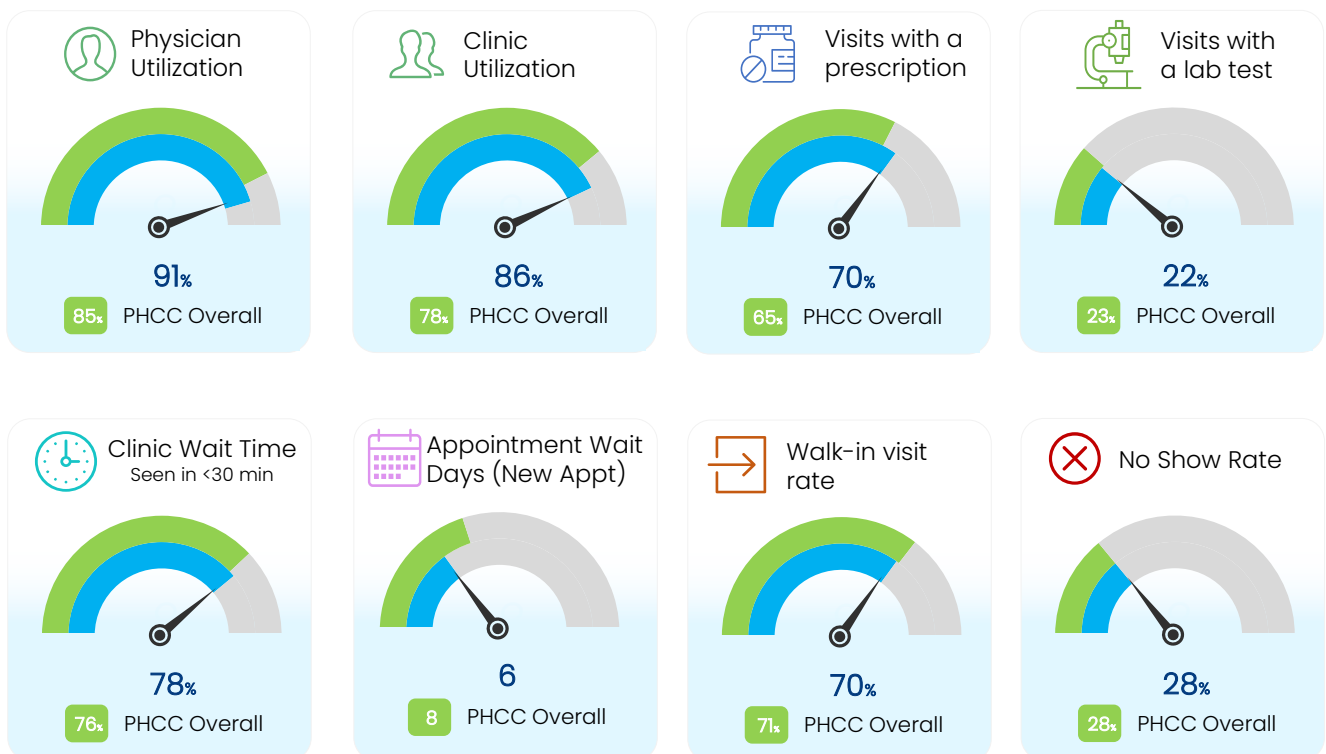 Physician
Utilization
91%
85% PHCC Overall
Clinic
Utilization
86%
78% PHCC Overall
Visits with a
prescription
70%
65% PHCC Overall
Visits with
a lab test
22%
23% PHCC Overall
Clinic Wait Time
Seen in <30 min
78%
76% PHCC Overall
Appointment Wait
Days (New Appt)
6
8 PHCC Overall
Walk-in visit
rate
70%
71% PHCC Overall
No Show Rate
28%
28% PHCC Overall